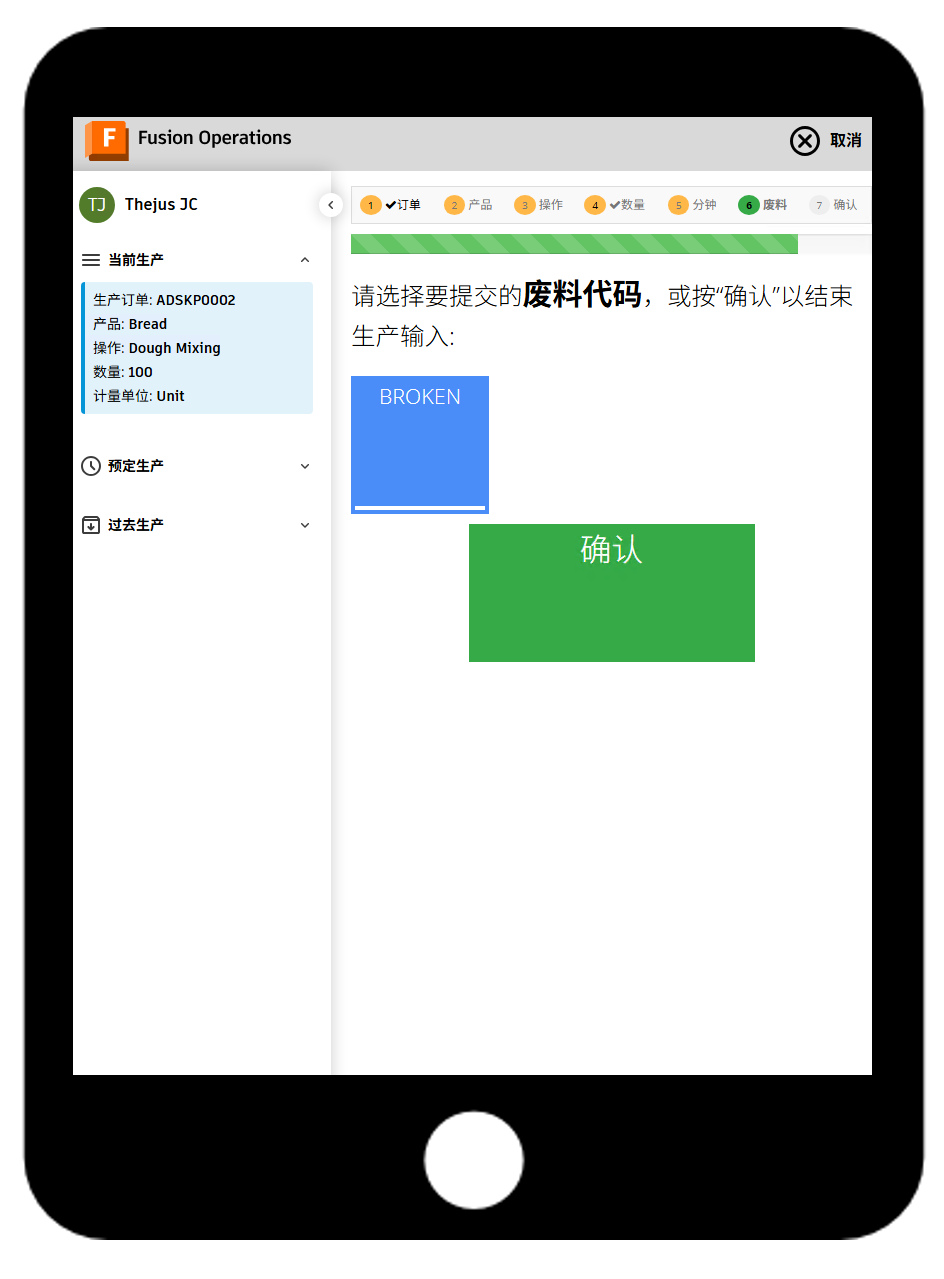 F Fusion Operations
取消
TJ Thejus JC
当前生产
生产订单: ADSKP0002
产品: Bread
操作: Dough Mixing
数量: 100
计量单位: Unit
预定生产
过去生产
1 ✔订单 2 产品 3 操作 4 ✔数量 5 分钟 6 废料 7 确认
请选择要提交的废料代码，或按“确认”以结束
生产输入:
BROKEN
确认